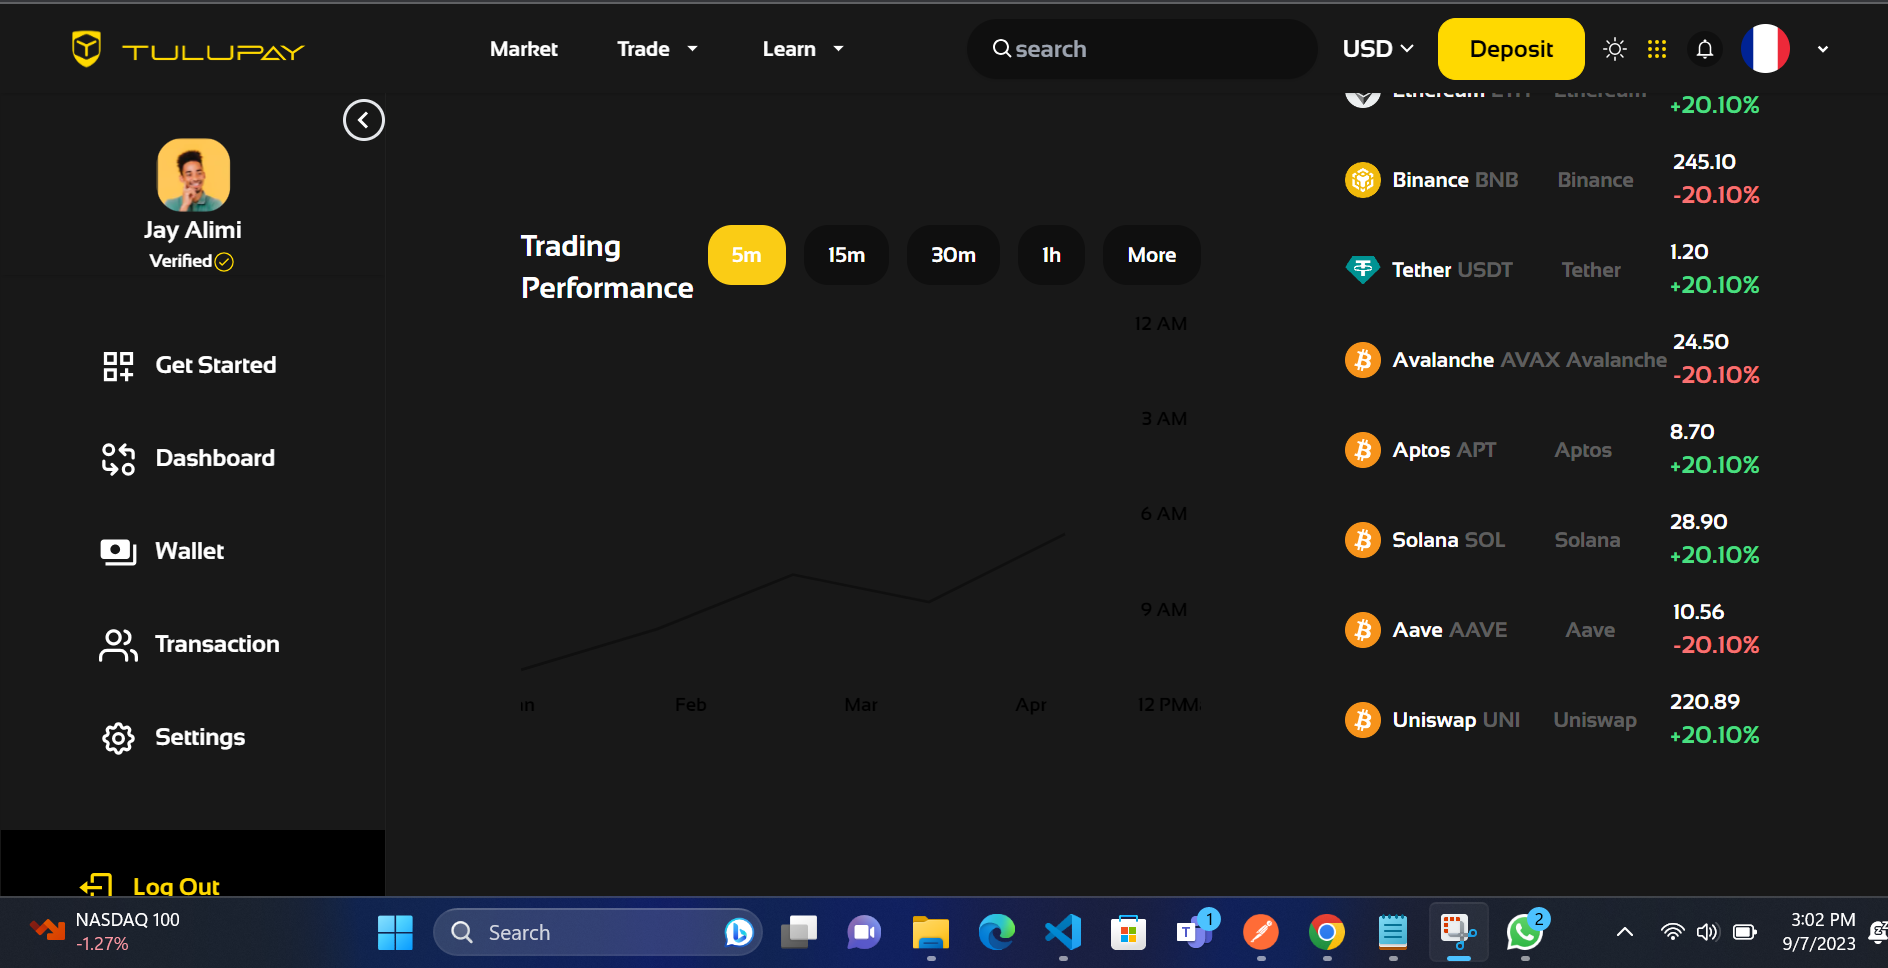 TULUPAY
Market
Trade
Learn
search
USD
Deposit
Jay Alimi
Verified
Get Started
Dashboard
Wallet
Transaction
Settings
Log Out
Trading
Performance
5m
15m
30m
1h
More
12 AM
3 AM
6 AM
9 AM
Feb
Mar
Apr
12 PM
Ethereum ETH Ethereum
+20.10%
Binance BNB Binance
245.10
-20.10%
Tether USDT Tether
1.20
+20.10%
Avalanche AVAX Avalanche
24.50
-20.10%
Aptos APT Aptos
8.70
+20.10%
Solana SOL Solana
28.90
+20.10%
Aave AAVE Aave
10.56
-20.10%
Uniswap UNI Uniswap
220.89
+20.10%
NASDAQ 100
-1.27%
Search
1
2
3:02 PM
9/7/2023